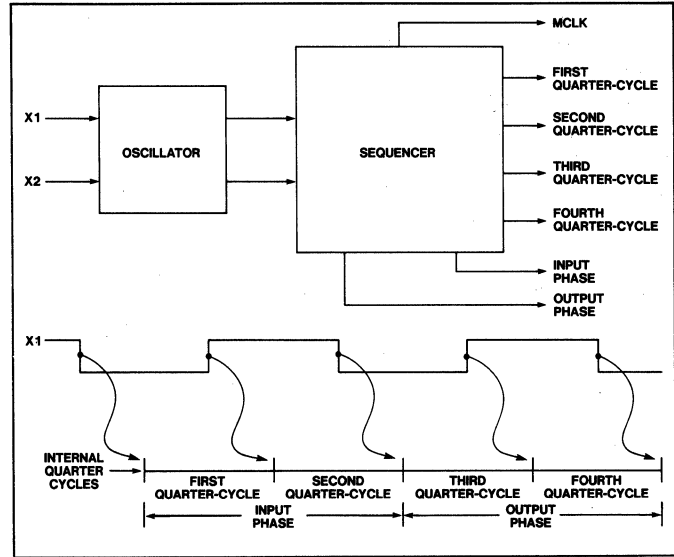 MCLK
FIRST
QUARTER-CYCLE
SECOND
QUARTER-CYCLE
THIRD
QUARTER-CYCLE
FOURTH
QUARTER-CYCLE
INPUT
PHASE
OUTPUT
PHASE
X1
X2
OSCILLATOR
SEQUENCER
X1
INTERNAL
QUARTER
CYCLES
FIRST
QUARTER-CYCLE
SECOND
QUARTER-CYCLE
THIRD
QUARTER-CYCLE
FOURTH
QUARTER-CYCLE
INPUT
PHASE
OUTPUT
PHASE